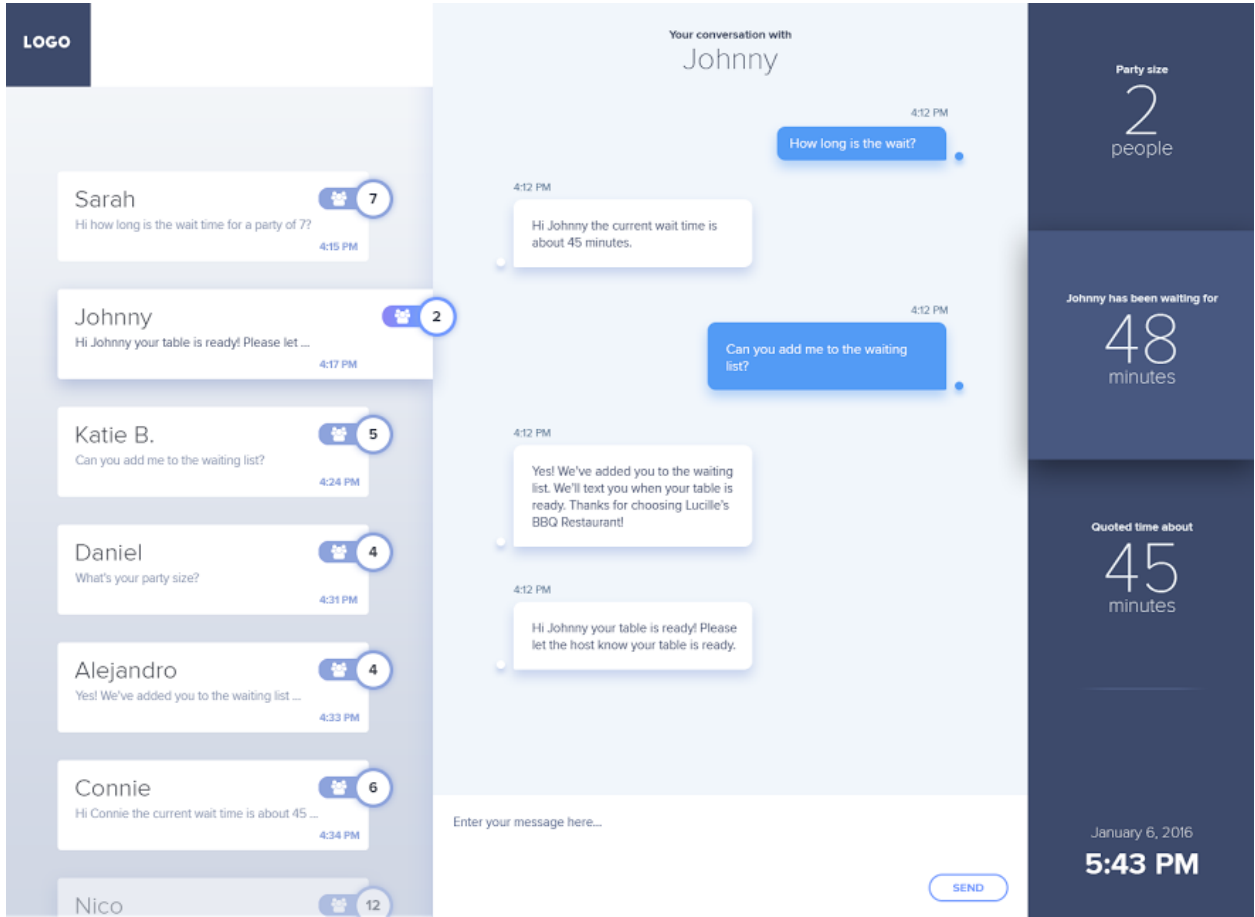 LOGO
Sarah
7
Hi how long is the wait time for a party of 7?
4:15 PM
Johnny
2
Hi Johnny your table is ready! Please let ...
4:17 PM
Katie B.
5
Can you add me to the waiting list?
4:24 PM
Daniel
4
What's your party size?
4:31 PM
Alejandro
4
Yes! We've added you to the waiting list ...
4:33 PM
Connie
6
Hi Connie the current wait time is about 45 ...
4:34 PM
Nico
12
Your conversation with
Johnny
4:12 PM
How long is the wait?
4:12 PM
Hi Johnny the current wait time is
about 45 minutes.
4:12 PM
Can you add me to the waiting
list?
4:12 PM
Yes! We've added you to the waiting
list. We'll text you when your table is
ready. Thanks for choosing Lucille's
BBQ Restaurant!
4:12 PM
Hi Johnny your table is ready! Please
let the host know your table is ready.
Enter your message here...
SEND
Party size
2
people
Johnny has been waiting for
48
minutes
Quoted time about
45
minutes
January 6, 2016
5:43 PM